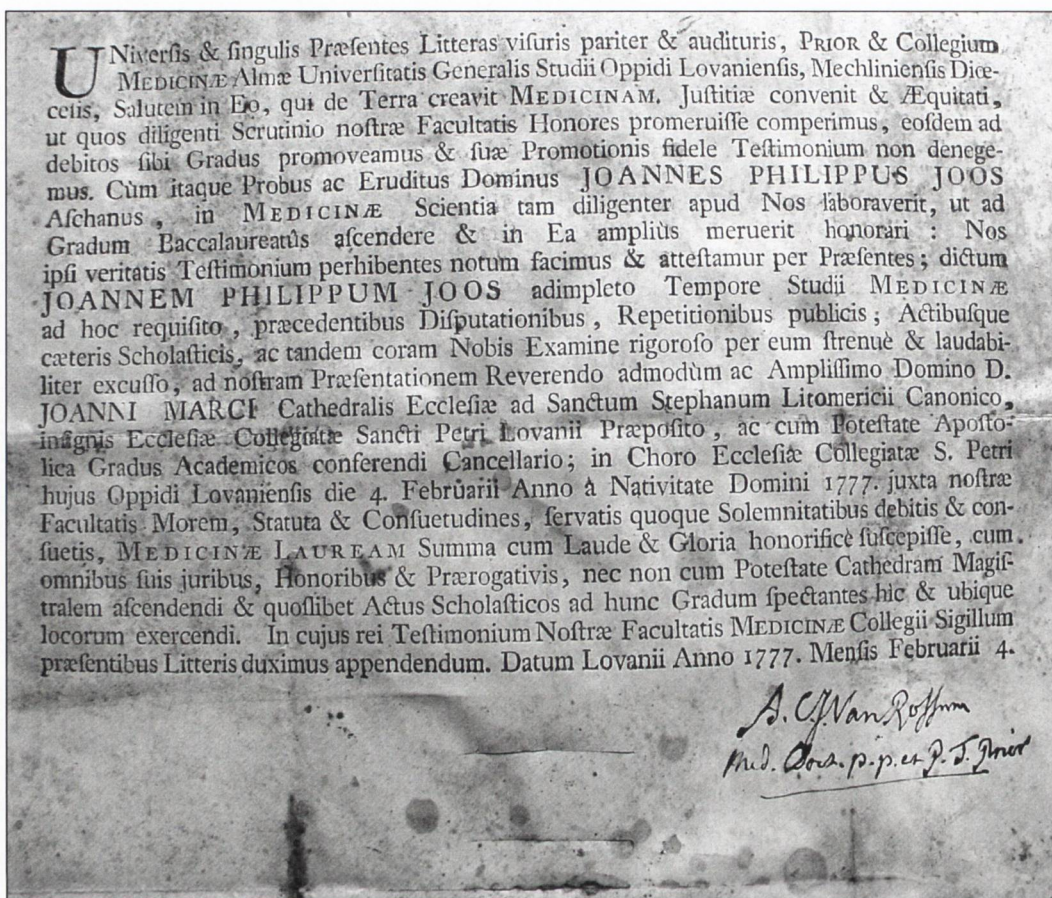 UNiverſis & ſingulis Præſentes Litteras viſuris pariter & audituris, PRIOR & Collegium
MEDICINÆ Almæ Univerſitatis Generalis Studii Oppidi Lovanienſis, Mechlinienſis Diœ-
ceſis, Salutem in Eo, qui de Terra creavit MEDICINAM. Juſtitiæ convenit & Æquitati,
ut quos diligenti Scrutinio noſtræ Facultatis Honores promeruiſſe comperimus, eoſdem ad
debitos ſibi Gradus promoveamus & ſuæ Promotionis fidele Teſtimonium non denege-
mus. Cùm itaque Probus ac Eruditus Dominus JOANNES PHILIPPUS JOOS
Aſchanus, in MEDICINÆ Scientia tam diligenter apud Nos laboraverit, ut ad
Gradum Baccalaureatûs aſcendere & in Ea ampliùs meruerit honorari : Nos
ipſi veritatis Teſtimonium perhibentes notum facimus & atteſtamur per Præſentes; dictum
JOANNEM PHILIPPUM JOOS adimpleto Tempore Studii MEDICINÆ
ad hoc requiſito, præcedentibus Diſputationibus, Repetitionibus publicis; Actibuſque
cæteris Scholaſticis, ac tandem coram Nobis Examine rigoroſo per eum ſtrenuè & laudabi-
liter excuſſo, ad noſtram Præſentationem Reverendo admodùm ac Ampliſſimo Domino D.
JOANNI MARCI Cathedralis Eccleſiæ ad Sanctum Stephanum Litomericii Canonico,
inſignis Eccleſiæ Collegiatæ Sancti Petri Lovanii Præpoſito, ac cum Poteſtate Apoſto-
lica Gradus Academicos conferendi Cancellario; in Choro Eccleſiæ Collegiatæ S. Petri
hujus Oppidi Lovanienſis die 4. Februarii Anno à Nativitate Domini 1777. juxta noſtræ
Facultatis Morem, Statuta & Conſuetudines, ſervatis quoque Solemnitatibus debitis & con-
ſuetis, MEDICINÆ LAUREAM Summa cum Laude & Gloria honorificè ſuſcepiſſe, cum
omnibus ſuis juribus, Honoribus & Prærogativis, nec non cum Poteſtate Cathedram Magiſ-
tralem aſcendendi & quoſlibet Actus Scholaſticos ad hunc Gradum ſpectantes hic & ubique
locorum exercendi. In cujus rei Teſtimonium Noſtræ Facultatis MEDICINÆ Collegii Sigillum
præſentibus Litteris duximus appendendum. Datum Lovanii Anno 1777. Menſis Februarii 4.
Van Roſſum
Med. Doct. p.p. et Prior